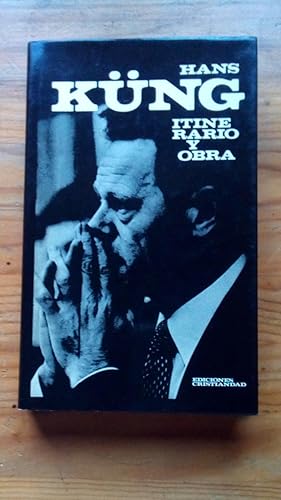 HANS
KÜNG
ITINE
RARIO
Y
OBRA
EDICIONES
CRISTIANDAD